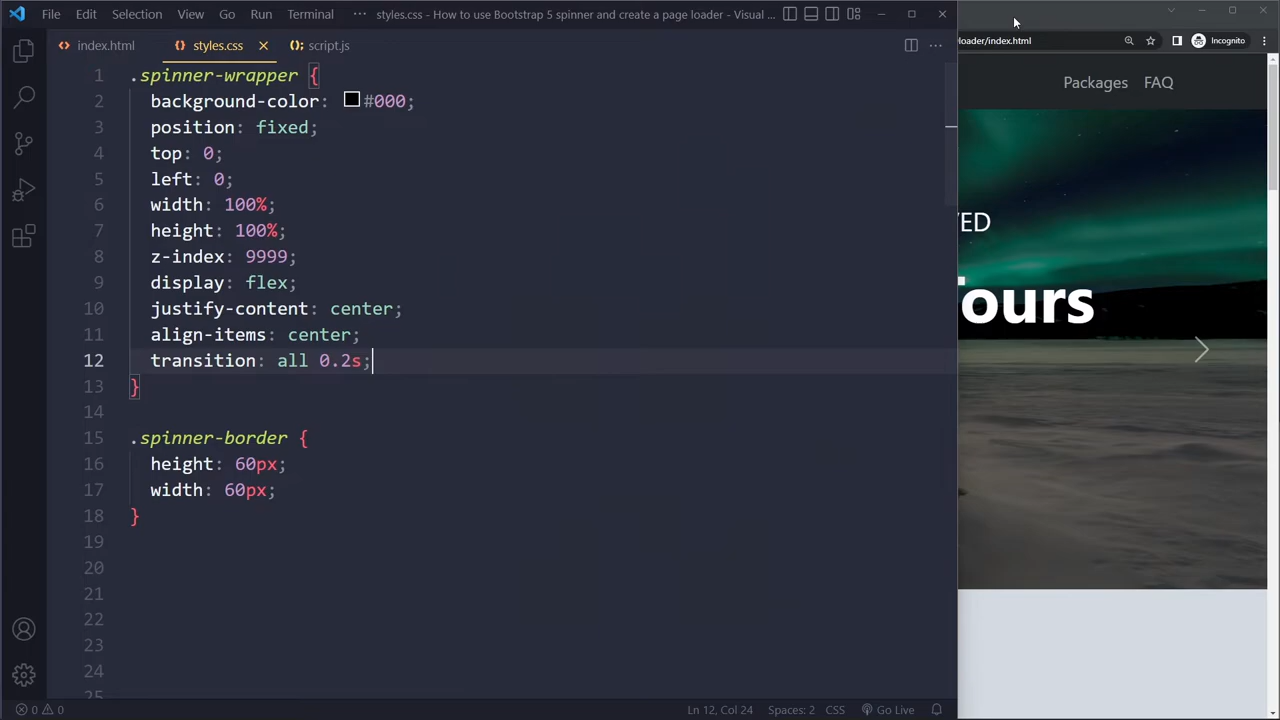 File Edit Selection View Go Run Terminal ··· styles.css - How to use Bootstrap 5 spinner and create a page loader - Visual ...
index.html styles.css script.js
loader/index.html Incognito
1 .spinner-wrapper {
2 background-color: #000;
3 position: fixed;
4 top: 0;
5 left: 0;
6 width: 100%;
7 height: 100%;
8 z-index: 9999;
9 display: flex;
10 justify-content: center;
11 align-items: center;
12 transition: all 0.2s;
13 }
14
15 .spinner-border {
16 height: 60px;
17 width: 60px;
18 }
19
20
21
22
23
24
25
Packages FAQ
VED
ours
0 0 Ln 12, Col 24 Spaces: 2 CSS Go Live